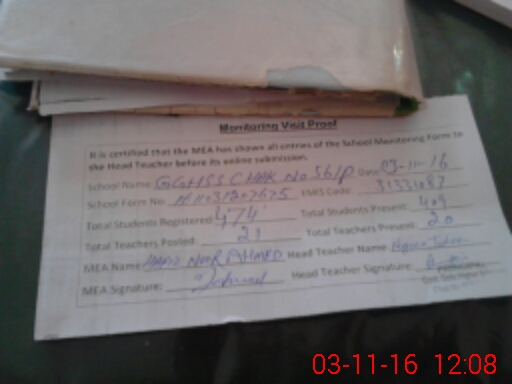 Monitoring Visit Proof
It is certified that the MEA has shown all entries of the School Monitoring Form to
the Head Teacher before its online submission.
School Name: GGHSS CHAK NO 56/P Date: 03-11-16
School Form No. EMIS Code: 31331087
Total Students Registered: 474 Total Students Present: 409
Total Teachers Posted: 21 Total Teachers Present: 20
MEA Name: Head Teacher Name:
MEA Signature: Head Teacher Signature:
PRINCIPAL
03-11-16 12:08